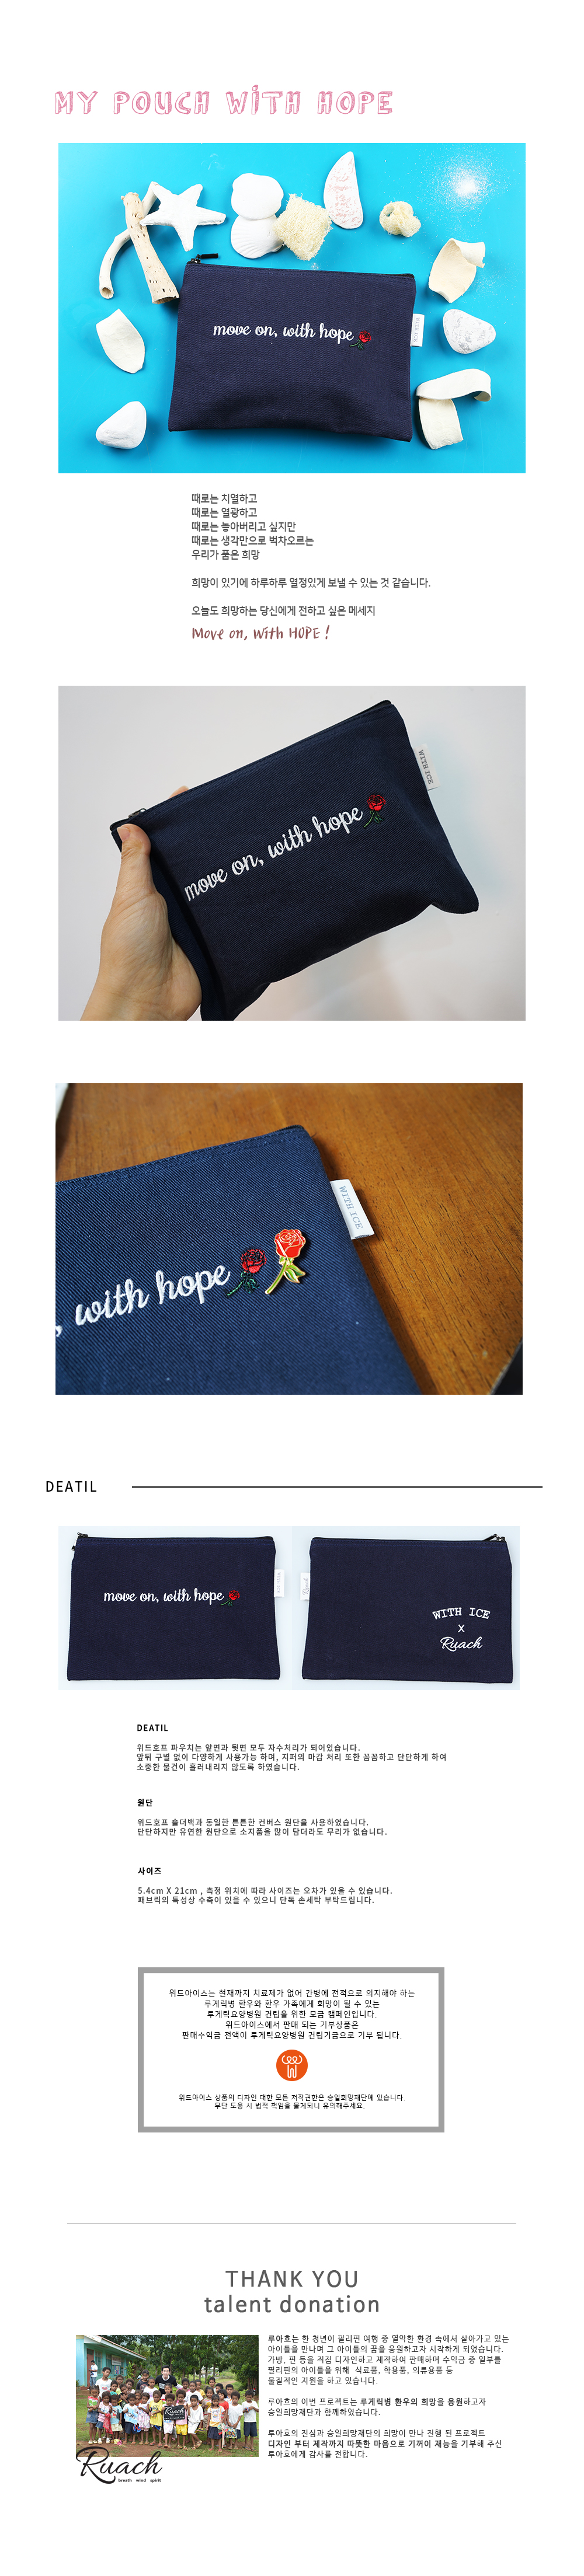 MY POUCH WITH HOPE
move on, with hope
WITH ICE
때로는 치열하고
때로는 열광하고
때로는 놓아버리고 싶지만
때로는 생각만으로 벅차오르는
우리가 품은 희망
희망이 있기에 하루하루 열정있게 보낼 수 있는 것 같습니다.
오늘도 희망하는 당신에게 전하고 싶은 메세지
Move on, With HOPE !
WITH ICE
move on, with hope
WITH ICE
, with hope
DEATIL
move on, with hope
WITH ICE
X
Ruach
DEATIL
위드호프 파우치는 앞면과 뒷면 모두 자수처리가 되어있습니다.
앞뒤 구별 없이 다양하게 사용가능 하며, 지퍼의 마감 처리 또한 꼼꼼하고 단단하게 하여
소중한 물건이 흘러내리지 않도록 하였습니다.
원단
위드호프 숄더백과 동일한 튼튼한 컨버스 원단을 사용하였습니다.
단단하지만 유연한 원단으로 소지품을 많이 담더라도 무리가 없습니다.
사이즈
5.4cm X 21cm , 측정 위치에 따라 사이즈는 오차가 있을 수 있습니다.
패브릭의 특성상 수축이 있을 수 있으니 단독 손세탁 부탁드립니다.
위드아이스는 현재까지 치료제가 없어 간병에 전적으로 의지해야 하는
루게릭병 환우와 환우 가족에게 희망이 될 수 있는
루게릭요양병원 건립을 위한 모금 캠페인입니다.
위드아이스에서 판매 되는 기부상품은
판매수익금 전액이 루게릭요양병원 건립기금으로 기부 됩니다.
위드아이스 상품의 디자인 대한 모든 저작권한은 승일희망재단에 있습니다.
무단 도용 시 법적 책임을 물게되니 유의해주세요.
THANK YOU
talent donation
루아흐는 한 청년이 필리핀 여행 중 열악한 환경 속에서 살아가고 있는
아이들을 만나며 그 아이들의 꿈을 응원하고자 시작하게 되었습니다.
가방, 핀 등을 직접 디자인하고 제작하여 판매하며 수익금 중 일부를
필리핀의 아이들을 위해 식료품, 학용품, 의류용품 등
물질적인 지원을 하고 있습니다.
루아흐의 이번 프로젝트는 루게릭병 환우의 희망을 응원하고자
승일희망재단과 함께하였습니다.
루아흐의 진심과 승일희망재단의 희망이 만나 진행 된 프로젝트
디자인 부터 제작까지 따뜻한 마음으로 기꺼이 재능을 기부해 주신
루아흐에게 감사를 전합니다.
Ruach
breath wind spirit